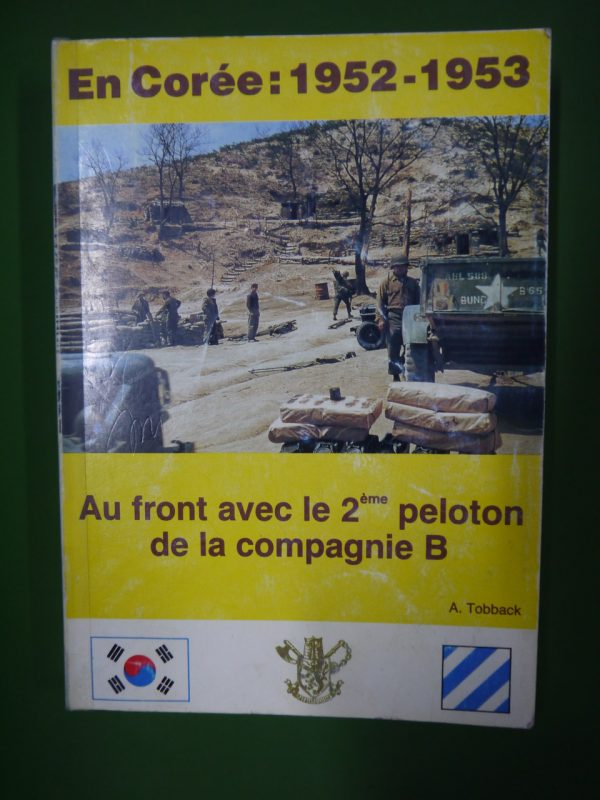 En Corée: 1952-1953
Au front avec le 2ème peloton
de la compagnie B
A. Tobback